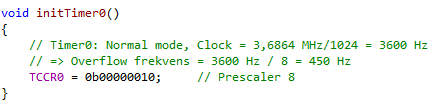 void initTimer0()
{
// Timer0: Normal mode, Clock = 3,6864 MHz/1024 = 3600 Hz
// => Overflow frekvens = 3600 Hz / 8 = 450 Hz
TCCR0 = 0b00000010; // Prescaler 8
}